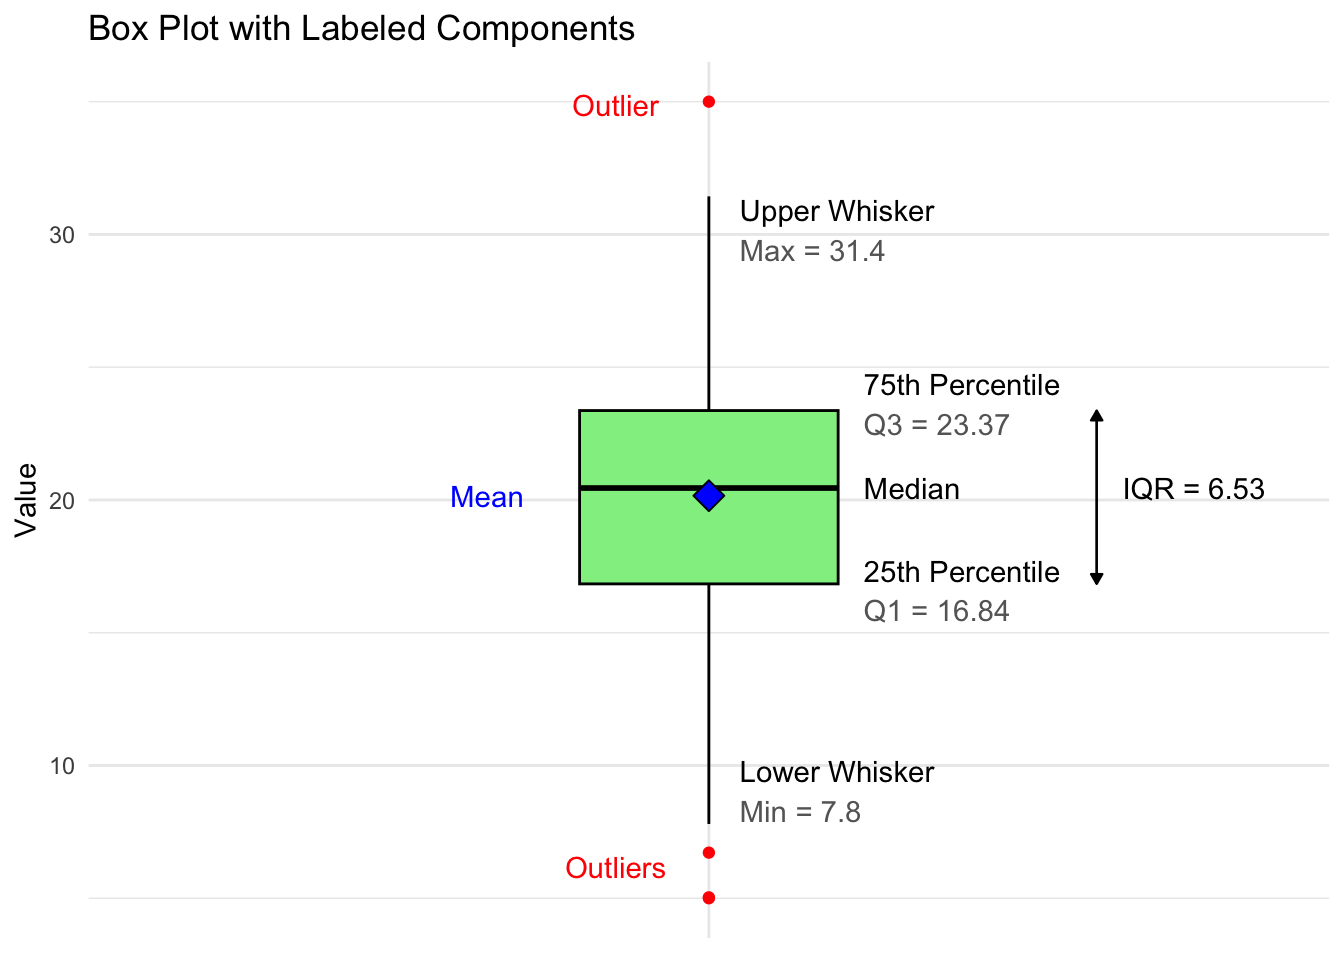 Box Plot with Labeled Components
Outlier
Upper Whisker
30
Max = 31.4
75th Percentile
Q3 = 23.37
Value
Mean
20
Median
IQR = 6.53
25th Percentile
Q1 = 16.84
10
Lower Whisker
Min = 7.8
Outliers